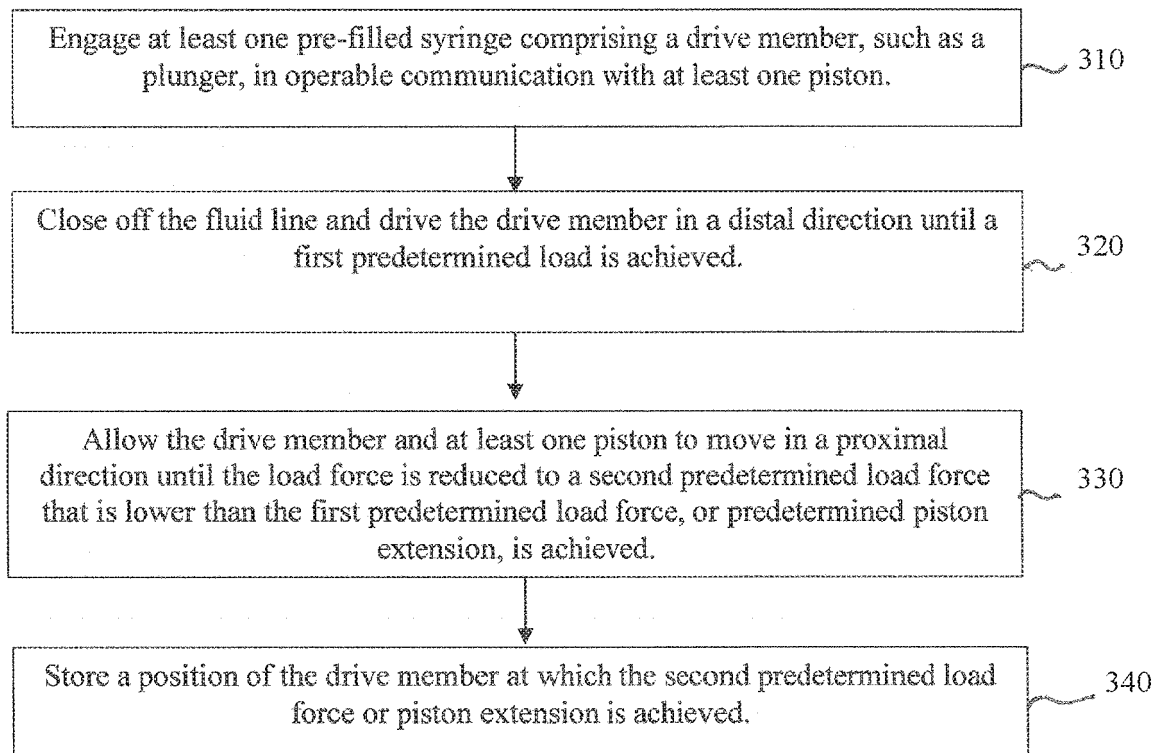 Engage at least one pre-filled syringe comprising a drive member, such as a
plunger, in operable communication with at least one piston.
310
Close off the fluid line and drive the drive member in a distal direction until a
first predetermined load is achieved.
320
Allow the drive member and at least one piston to move in a proximal
direction until the load force is reduced to a second predetermined load force
that is lower than the first predetermined load force, or predetermined piston
extension, is achieved.
330
Store a position of the drive member at which the second predetermined load
force or piston extension is achieved.
340